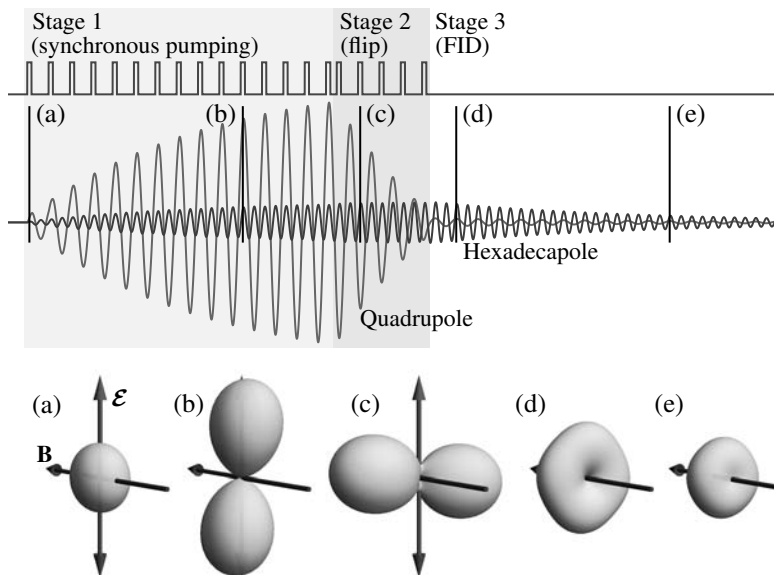 Stage 1
(synchronous pumping)
Stage 2
(flip)
Stage 3
(FID)
(a)
(b)
(c)
(d)
(e)
Hexadecapole
Quadrupole
(a)
ℰ
B
(b)
(c)
(d)
(e)